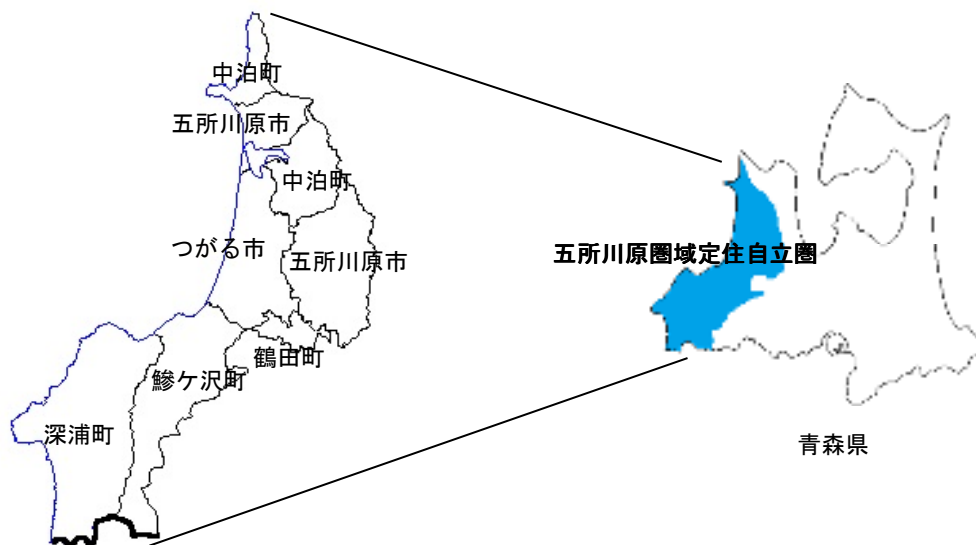 中泊町
五所川原市
中泊町
つがる市
五所川原市
鶴田町
鰺ケ沢町
深浦町
五所川原圏域定住自立圏
青森県